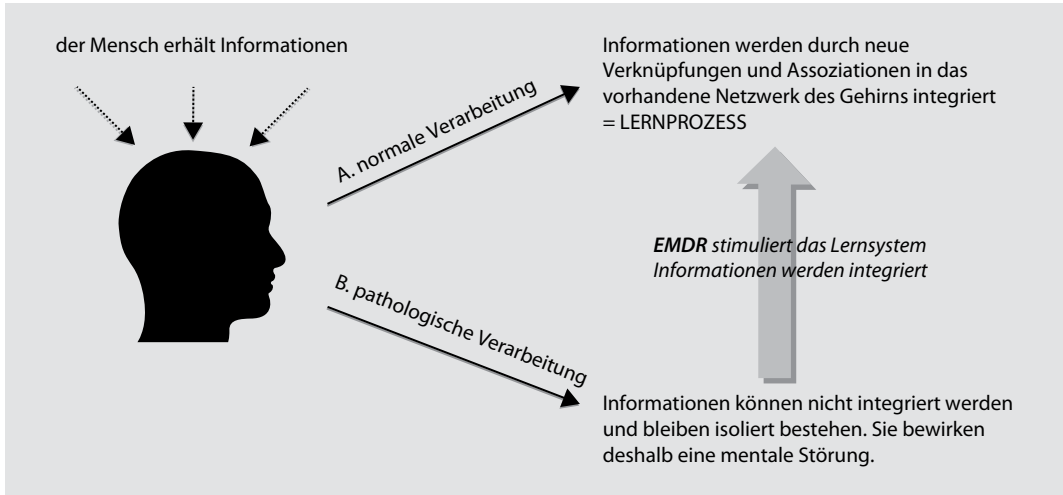 der Mensch erhält Informationen
Informationen werden durch neue
Verknüpfungen und Assoziationen in das
vorhandene Netzwerk des Gehirns integriert
= LERNPROZESS
A. normale Verarbeitung
EMDR stimuliert das Lernsystem
Informationen werden integriert
B. pathologische Verarbeitung
Informationen können nicht integriert werden
und bleiben isoliert bestehen. Sie bewirken
deshalb eine mentale Störung.